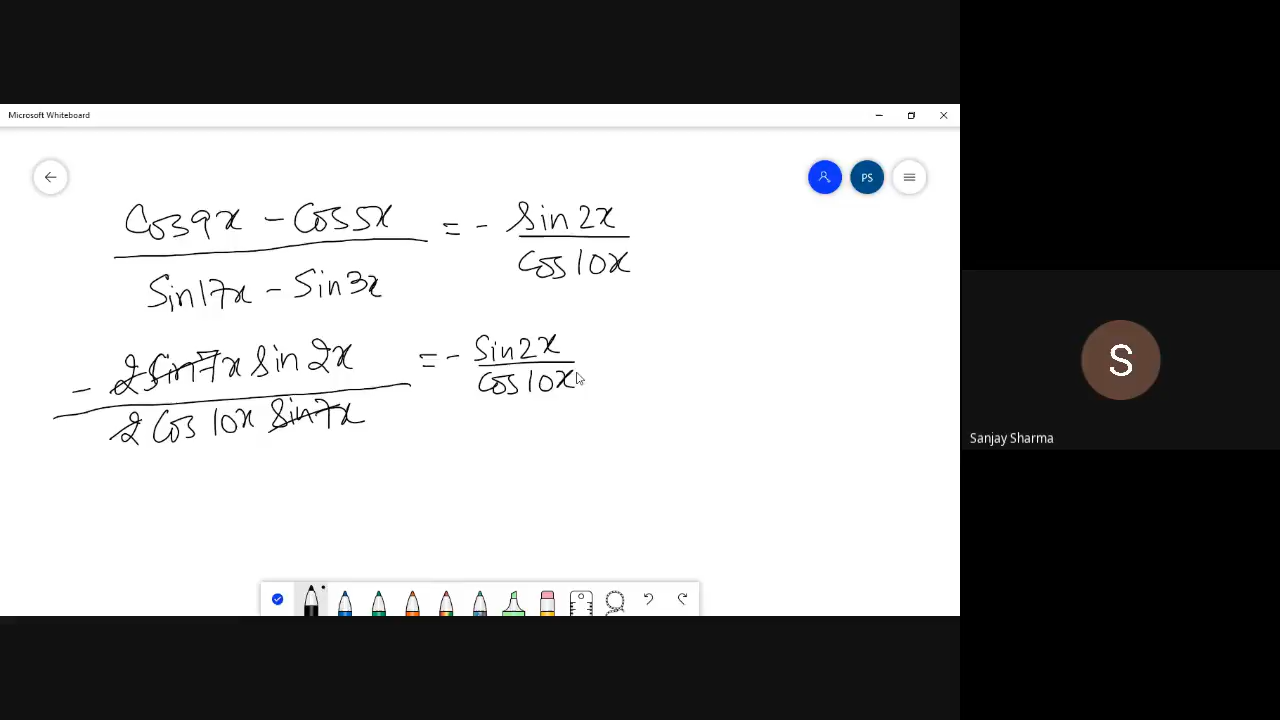 Microsoft Whiteboard
PS
Cos9x - Cos5x
= - Sin2x
Sin17x - Sin3x
cos10x
- 2Sin7x Sin2x
= - Sin2x
2Cos10x Sin7x
cos10x
S
Sanjay Sharma